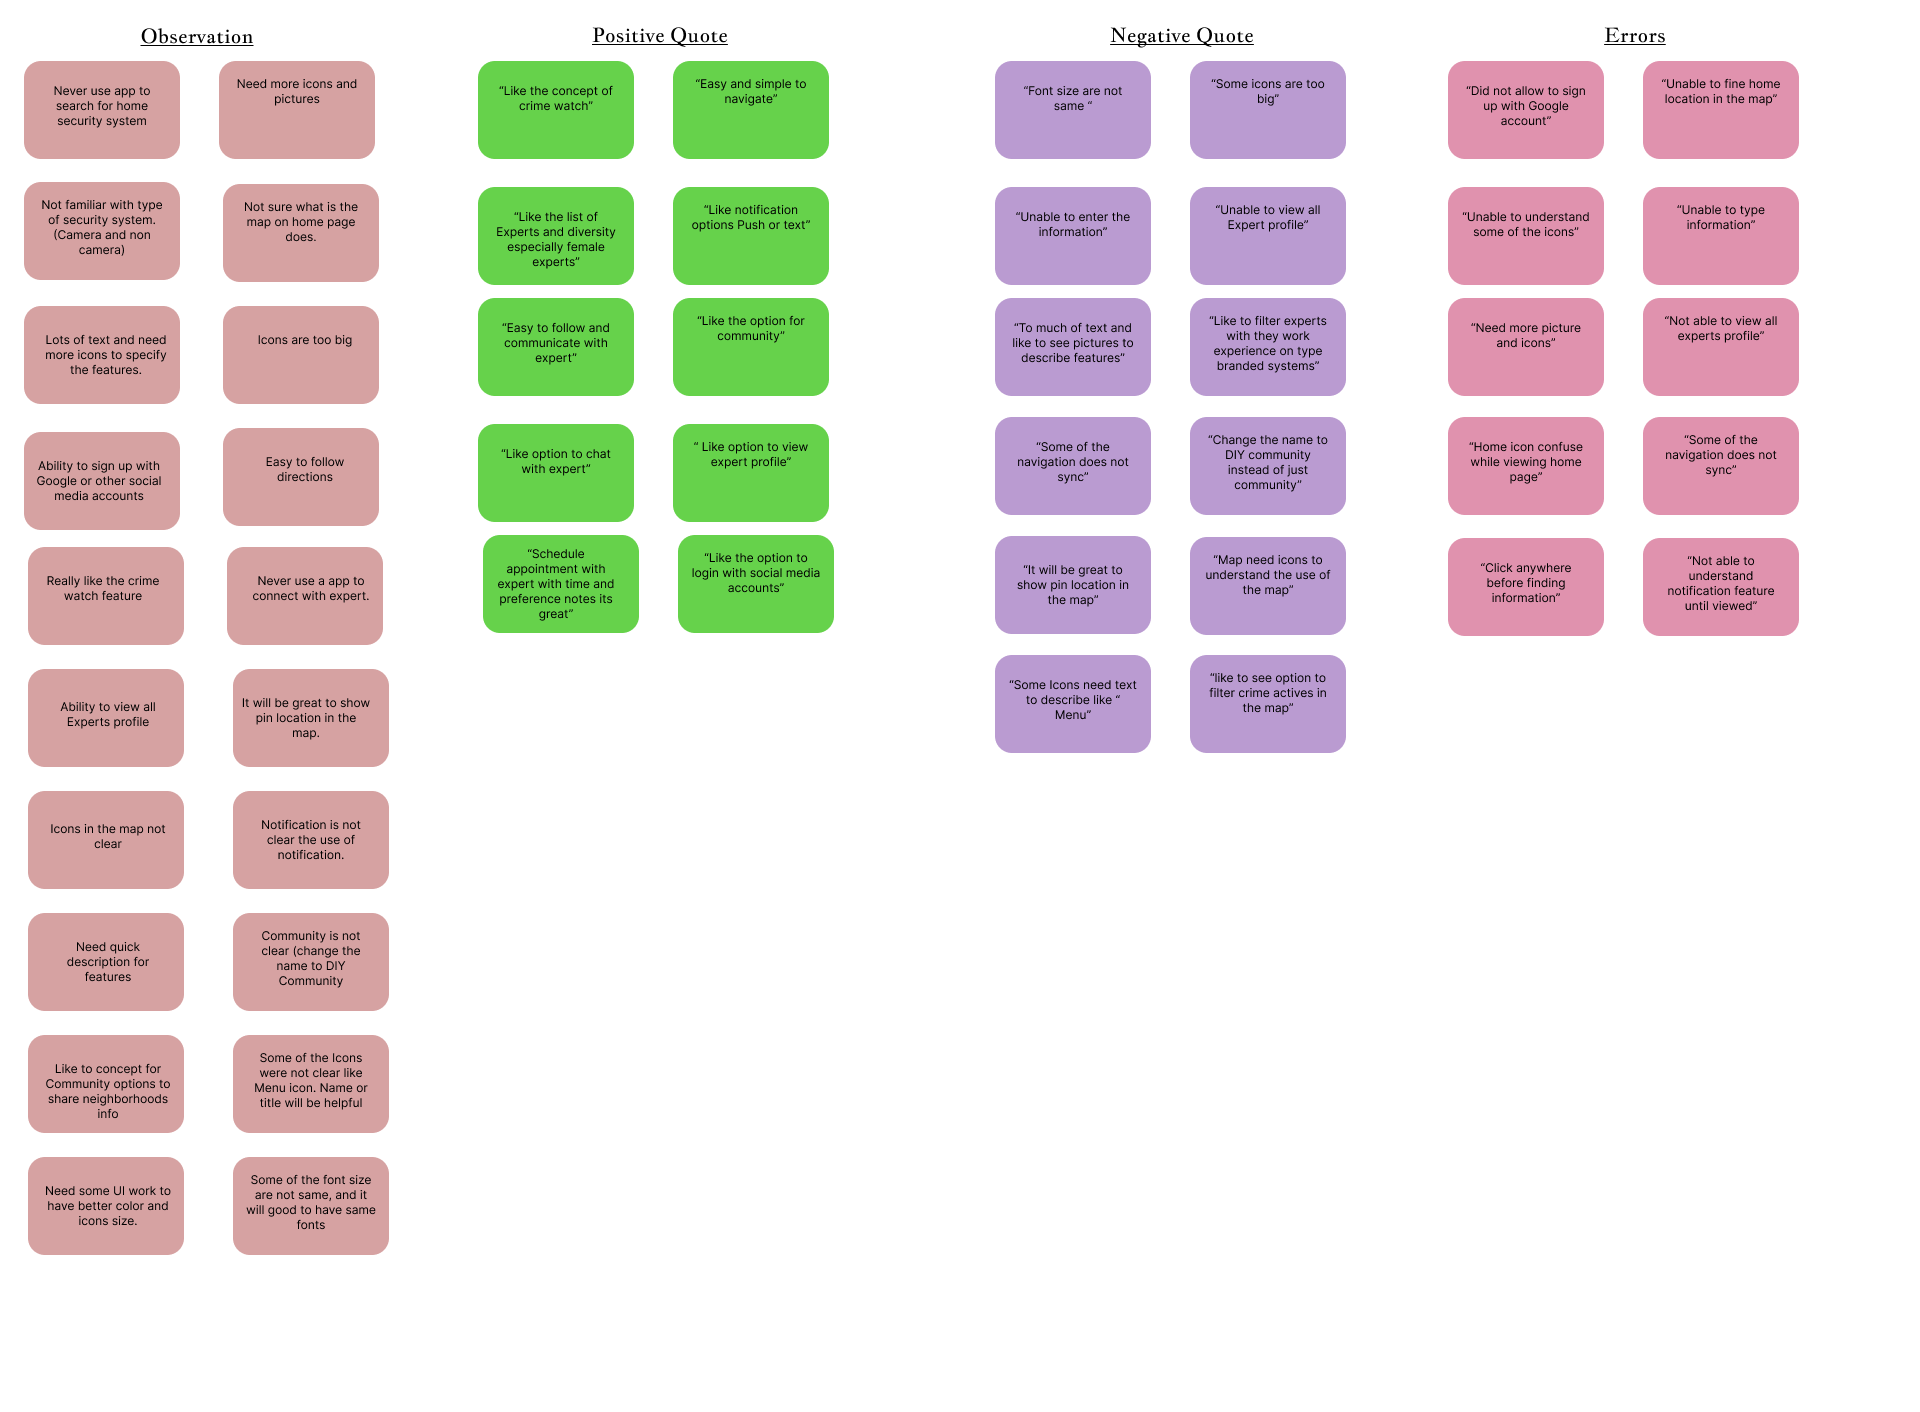 Observation
Never use app to
search for home
security system
Need more icons and
pictures
Not familiar with type
of security system.
(Camera and non
camera)
Not sure what is the
map on home page
does.
Lots of text and need
more icons to specify
the features.
Icons are too big
Ability to sign up with
Google or other social
media accounts
Easy to follow
directions
Really like the crime
watch feature
Never use a app to
connect with expert.
Ability to view all
Experts profile
It will be great to show
pin location in the
map.
Icons in the map not
clear
Notification is not
clear the use of
notification.
Need quick
description for
features
Community is not
clear (change the
name to DIY
Community
Like to concept for
Community options to
share neighborhoods
info
Some of the Icons
were not clear like
Menu icon. Name or
title will be helpful
Need some UI work to
have better color and
icons size.
Some of the font size
are not same, and it
will good to have same
fonts
Positive Quote
“Like the concept of
crime watch”
“Easy and simple to
navigate”
“Like the list of
Experts and diversity
especially female
experts”
“Like notification
options Push or text”
“Easy to follow and
communicate with
expert”
“Like the option for
community”
“Like option to chat
with expert”
“ Like option to view
expert profile”
“Schedule
appointment with
expert with time and
preference notes its
great”
“Like the option to
login with social media
accounts”
Negative Quote
“Font size are not
same “
“Some icons are too
big”
“Unable to enter the
information”
“Unable to view all
Expert profile”
“To much of text and
like to see pictures to
describe features”
“Like to filter experts
with they work
experience on type
branded systems”
“Some of the
navigation does not
sync”
“Change the name to
DIY community
instead of just
community”
“It will be great to
show pin location in
the map”
“Map need icons to
understand the use of
the map”
“Some Icons need text
to describe like “
Menu”
“like to see option to
filter crime actives in
the map”
Errors
“Did not allow to sign
up with Google
account”
“Unable to fine home
location in the map”
“Unable to understand
some of the icons”
“Unable to type
information”
“Need more picture
and icons”
“Not able to view all
experts profile”
“Home icon confuse
while viewing home
page”
“Some of the
navigation does not
sync”
“Click anywhere
before finding
information”
“Not able to
understand
notification feature
until viewed”